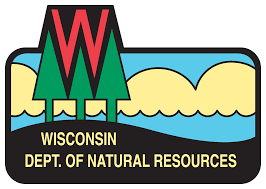 W
WISCONSIN
DEPT. OF NATURAL RESOURCES